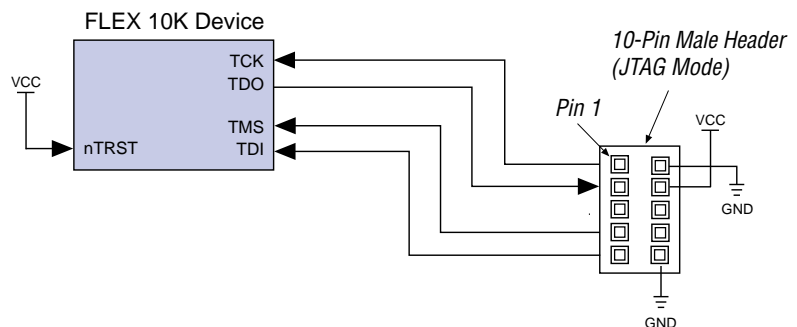 FLEX 10K Device
10-Pin Male Header
(JTAG Mode)
TCK
TDO
VCC
Pin 1
VCC
TMS
nTRST
TDI
GND
GND